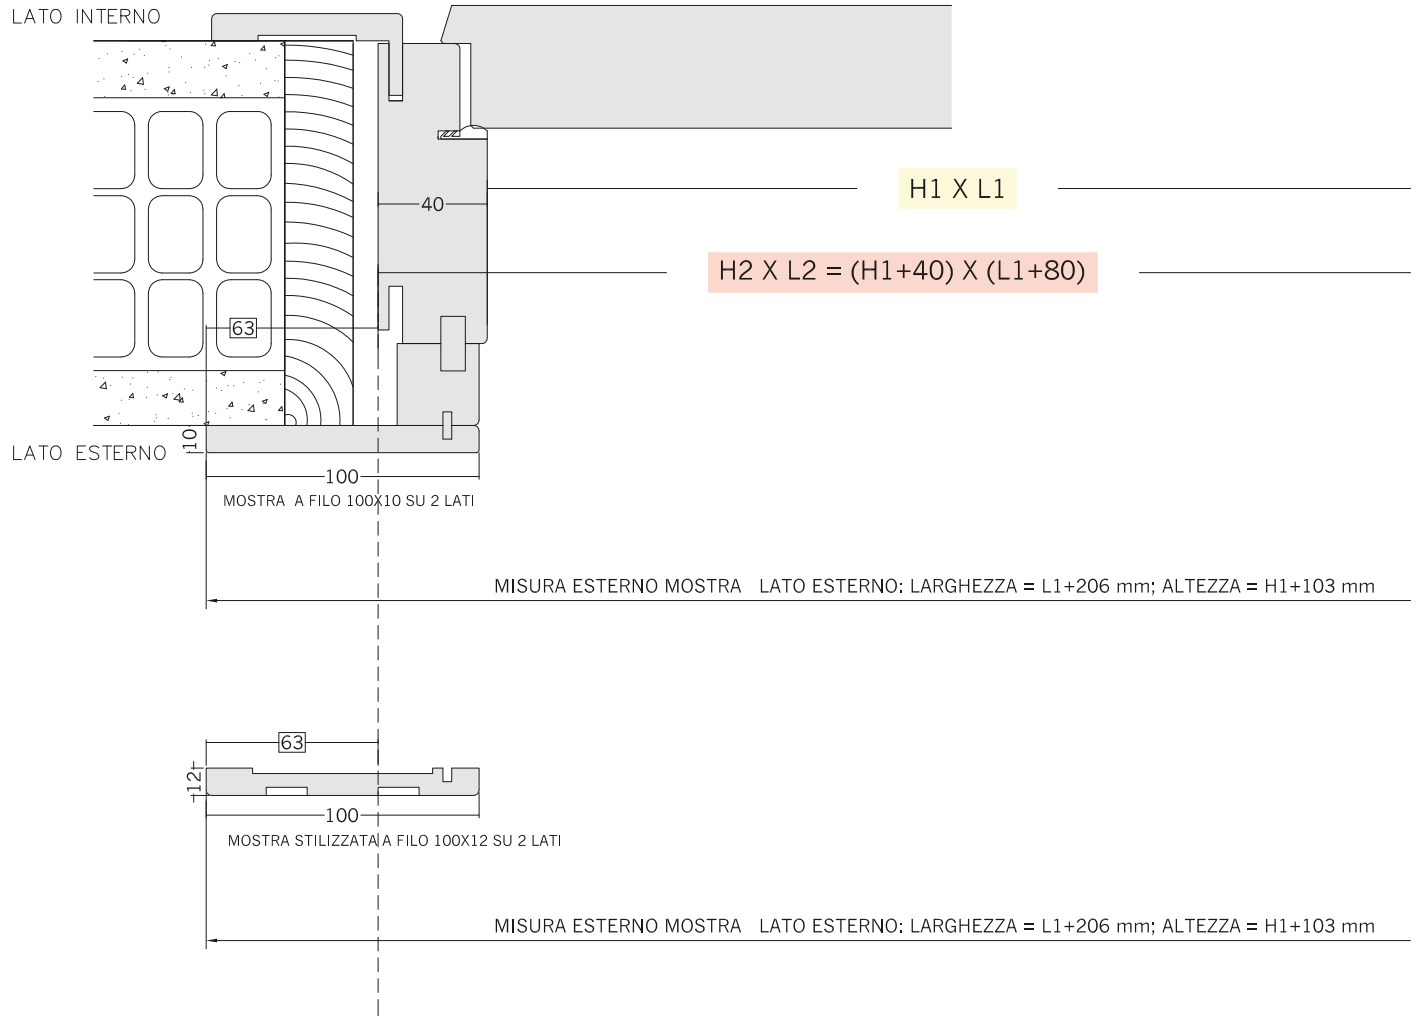 LATO INTERNO
H1 X L1
40
H2 X L2 = (H1+40) X (L1+80)
63
10
LATO ESTERNO
100
MOSTRA A FILO 100X10 SU 2 LATI
MISURA ESTERNO MOSTRA LATO ESTERNO: LARGHEZZA = L1+206 mm; ALTEZZA = H1+103 mm
63
12
100
MOSTRA STILIZZATA A FILO 100X12 SU 2 LATI
MISURA ESTERNO MOSTRA LATO ESTERNO: LARGHEZZA = L1+206 mm; ALTEZZA = H1+103 mm